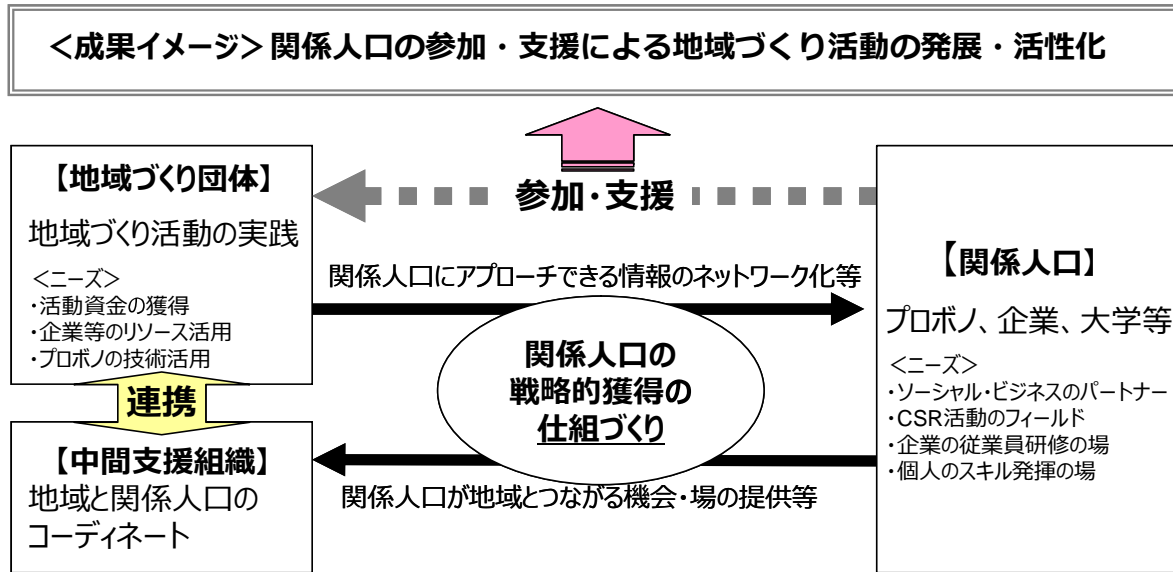 <成果イメージ>関係人口の参加・支援による地域づくり活動の発展・活性化
【地域づくり団体】
地域づくり活動の実践
<ニーズ>
・活動資金の獲得
・企業等のリソース活用
・プロボノの技術活用
連携
【中間支援組織】
地域と関係人口の
コーディネート
参加・支援
関係人口にアプローチできる情報のネットワーク化等
関係人口の
戦略的獲得の
仕組づくり
関係人口が地域とつながる機会・場の提供等
【関係人口】
プロボノ、企業、大学等
<ニーズ>
・ソーシャル・ビジネスのパートナー
・CSR活動のフィールド
・企業の従業員研修の場
・個人のスキル発揮の場